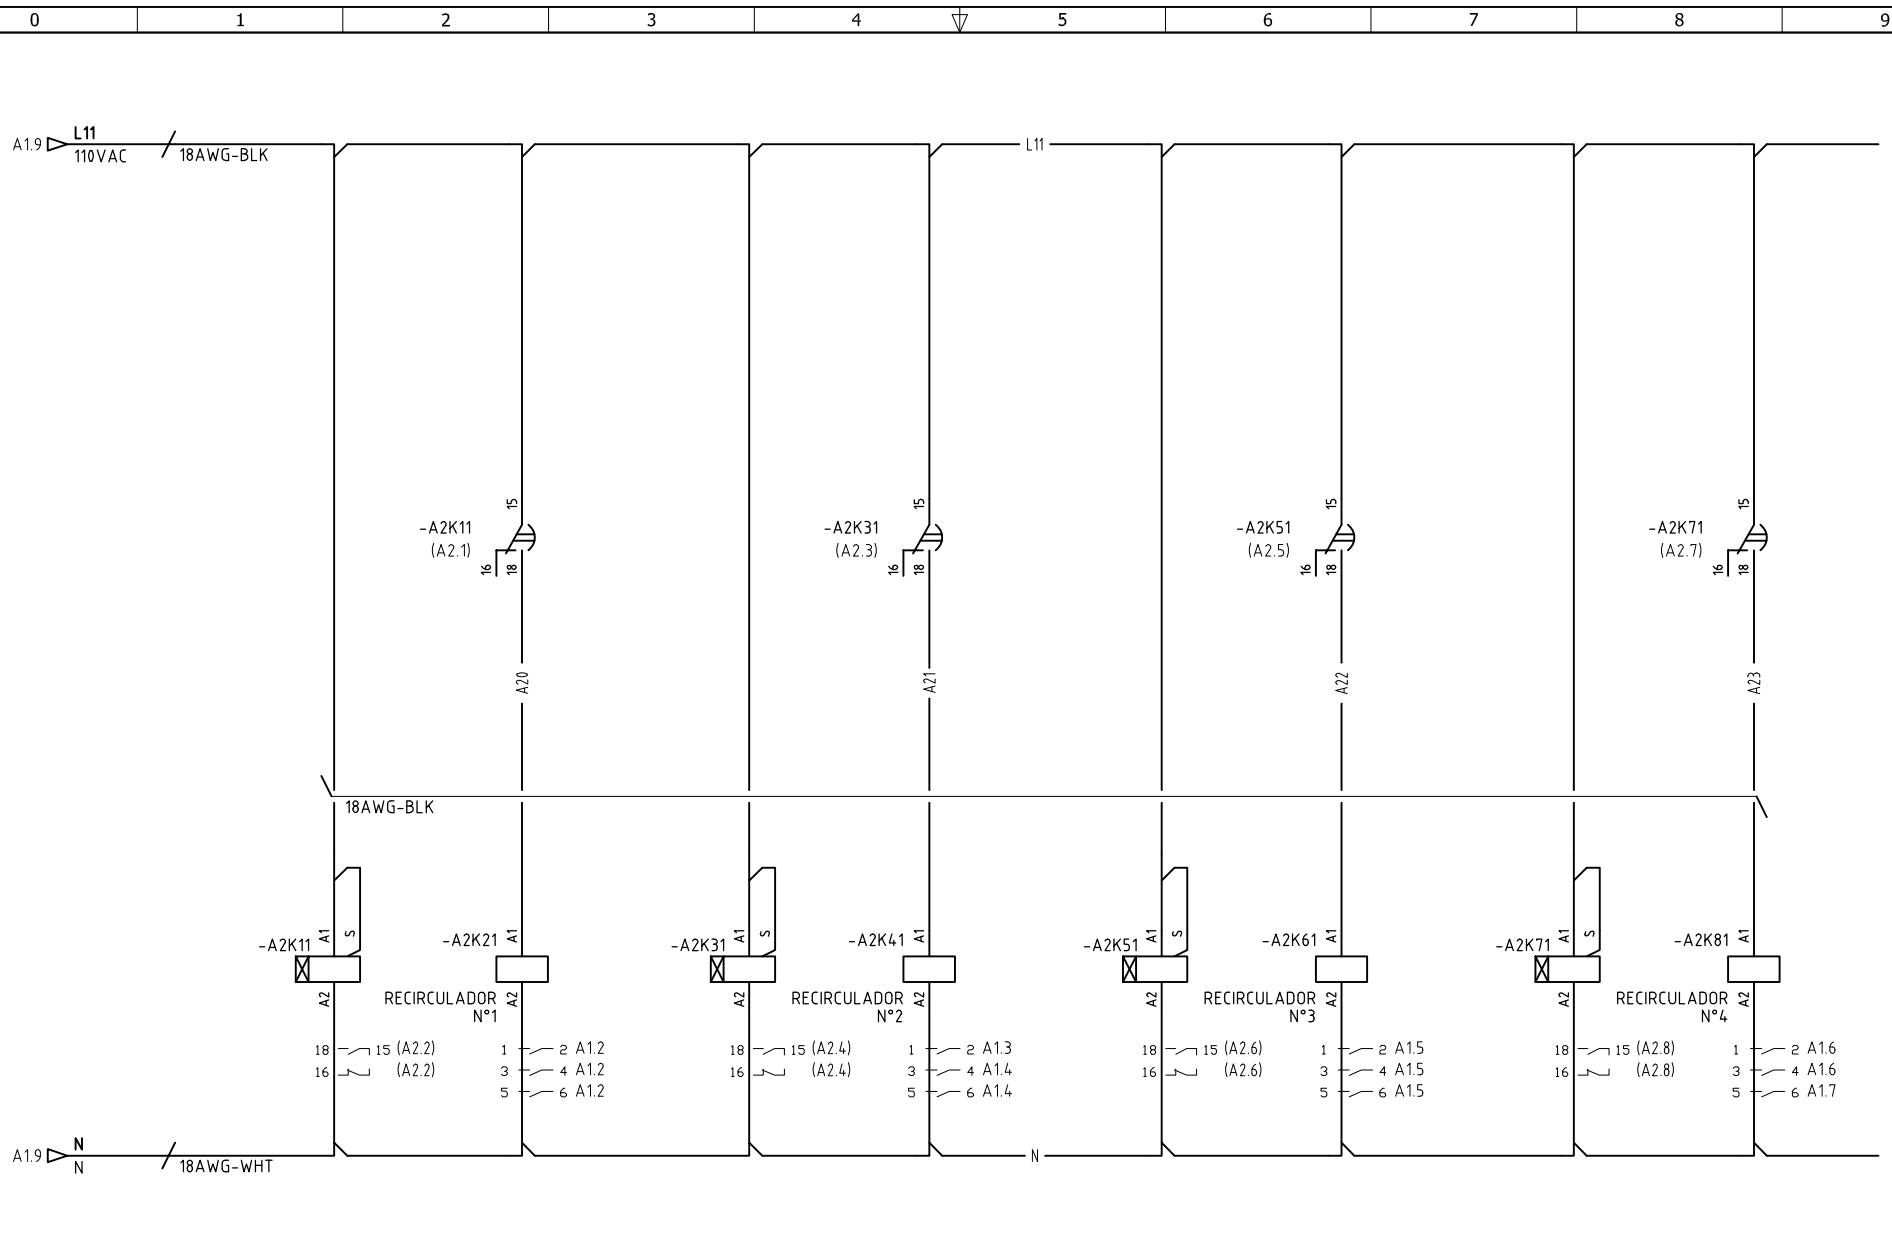 0 1 2 3 4 5 6 7 8 9
A1.9 L11
110VAC 18AWG-BLK L11
15 15 15 15
-A2K11 -A2K31 -A2K51 -A2K71
(A2.1) (A2.3) (A2.5) (A2.7)
16 18 16 18 16 18 16 18
A20 A21 A22 A23
18AWG-BLK
-A2K11 A1 S -A2K21 A1 -A2K31 A1 S -A2K41 A1 -A2K51 A1 S -A2K61 A1 -A2K71 A1 S -A2K81 A1
A2 RECIRCULADOR A2 A2 RECIRCULADOR A2 A2 RECIRCULADOR A2 A2 RECIRCULADOR A2
N°1 N°2 N°3 N°4
18 15 (A2.2) 1 2 A1.2 18 15 (A2.4) 1 2 A1.3 18 15 (A2.6) 1 2 A1.5 18 15 (A2.8) 1 2 A1.6
16 (A2.2) 3 4 A1.2 16 (A2.4) 3 4 A1.4 16 (A2.6) 3 4 A1.5 16 (A2.8) 3 4 A1.6
5 6 A1.2 5 6 A1.4 5 6 A1.5 5 6 A1.7
A1.9 N
N 18AWG-WHT N